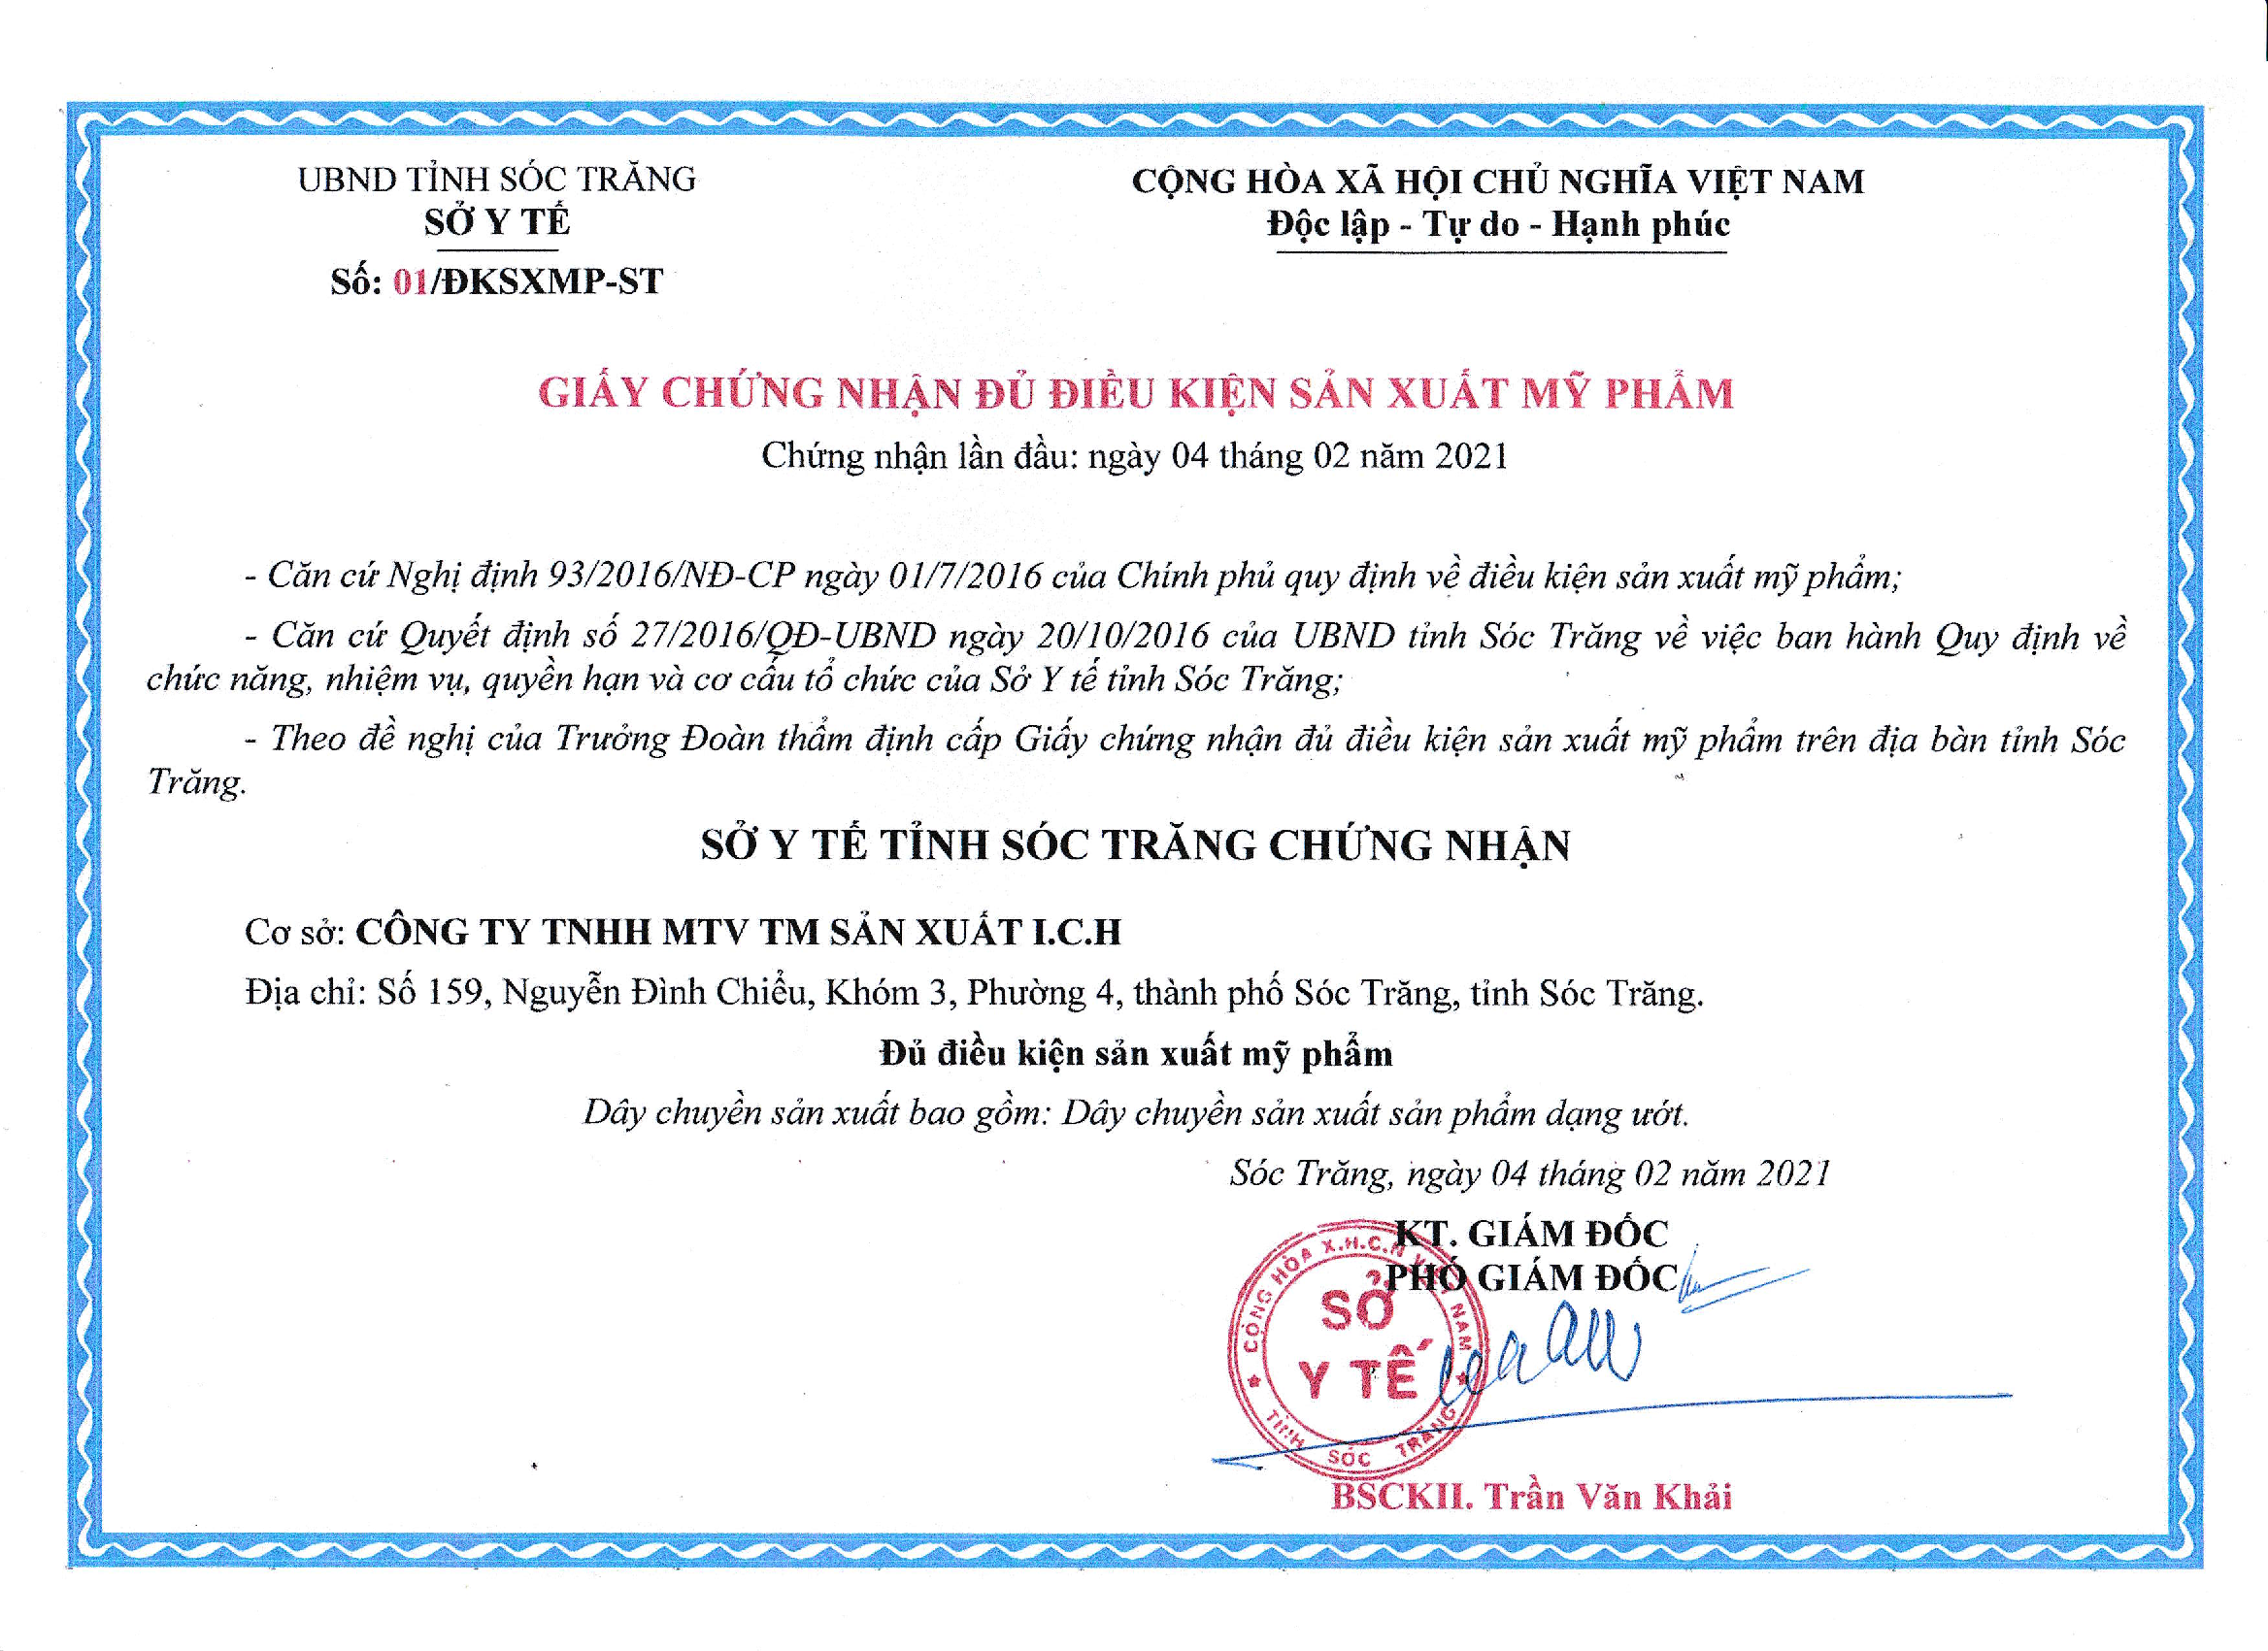 UBND TỈNH SÓC TRĂNG
SỞ Y TẾ
Số: 01/ĐKSXMP-ST
CỘNG HÒA XÃ HỘI CHỦ NGHĨA VIỆT NAM
Độc lập - Tự do - Hạnh phúc
GIẤY CHỨNG NHẬN ĐỦ ĐIỀU KIỆN SẢN XUẤT MỸ PHẨM
Chứng nhận lần đầu: ngày 04 tháng 02 năm 2021
- Căn cứ Nghị định 93/2016/NĐ-CP ngày 01/7/2016 của Chính phủ quy định về điều kiện sản xuất mỹ phẩm;
- Căn cứ Quyết định số 27/2016/QĐ-UBND ngày 20/10/2016 của UBND tỉnh Sóc Trăng về việc ban hành Quy định về
chức năng, nhiệm vụ, quyền hạn và cơ cấu tổ chức của Sở Y tế tỉnh Sóc Trăng;
- Theo đề nghị của Trưởng Đoàn thẩm định cấp Giấy chứng nhận đủ điều kiện sản xuất mỹ phẩm trên địa bàn tỉnh Sóc
Trăng.
SỞ Y TẾ TỈNH SÓC TRĂNG CHỨNG NHẬN
Cơ sở: CÔNG TY TNHH MTV TM SẢN XUẤT I.C.H
Địa chỉ: Số 159, Nguyễn Đình Chiểu, Khóm 3, Phường 4, thành phố Sóc Trăng, tỉnh Sóc Trăng.
Đủ điều kiện sản xuất mỹ phẩm
Dây chuyền sản xuất bao gồm: Dây chuyền sản xuất sản phẩm dạng ướt.
Sóc Trăng, ngày 04 tháng 02 năm 2021
KT. GIÁM ĐỐC
PHÓ GIÁM ĐỐC
CỘNG HÒA X.H.C.N VIỆT NAM
SỞ
Y TẾ
TỈNH SÓC TRĂNG
BSCKII. Trần Văn Khải